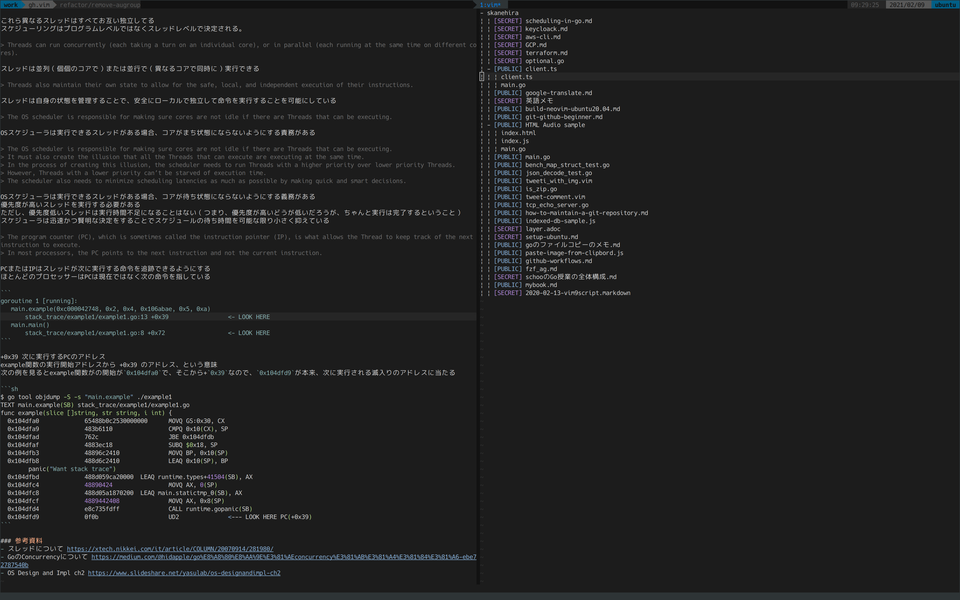 work gh.vim refactor/remove-augroup
1:vim* 09:29:25 2021/02/09 ubuntu
これら異なるスレッドはすべてお互い独立してる
スケジューリングはプログラムレベルではなくスレッドレベルで決定される。
> Threads can run concurrently (each taking a turn on an individual core), or in parallel (each running at the same time on different co
res).
スレッドは並列(個個のコアで)または並行で(異なるコアで同時に)実行できる
> Threads also maintain their own state to allow for the safe, local, and independent execution of their instructions.
スレッドは自身の状態を管理することで、安全にローカルで独立して命令を実行することを可能にしている
> The OS scheduler is responsible for making sure cores are not idle if there are Threads that can be executing.
OSスケジューラは実行できるスレッドがある場合、コアがまち状態にならないようにする責務がある
> The OS scheduler is responsible for making sure cores are not idle if there are Threads that can be executing.
> It must also create the illusion that all the Threads that can execute are executing at the same time.
> In the process of creating this illusion, the scheduler needs to run Threads with a higher priority over lower priority Threads.
> However, Threads with a lower priority can't be starved of execution time.
> The scheduler also needs to minimize scheduling latencies as much as possible by making quick and smart decisions.
OSスケジューラは実行できるスレッドがある場合、コアが待ち状態にならないようにする責務がある
優先度が高いスレッドを実行する必要がある
ただし、優先度低いスレッドは実行時間不足になることはない(つまり、優先度が高いどうが低いだろうが、ちゃんと実行は完了するということ)
スケジューラは迅速かつ賢明な決定をすることでスケジュールの待ち時間を可能な限り小さく抑えている
> The program counter (PC), which is sometimes called the instruction pointer (IP), is what allows the Thread to keep track of the next
instruction to execute.
> In most processors, the PC points to the next instruction and not the current instruction.
PCまたはIPはスレッドが次に実行する命令を追跡できるようにする
ほとんどのプロセッサーはPCは現在ではなく次の命令を指している
```
goroutine 1 [running]:
main.example(0xc000042748, 0x2, 0x4, 0x106abae, 0x5, 0xa)
stack_trace/example1/example1.go:13 +0x39 <- LOOK HERE
main.main()
stack_trace/example1/example1.go:8 +0x72 <- LOOK HERE
```
+0x39 次に実行するPCのアドレス
example関数の実行開始アドレスから +0x39 のアドレス、という意味
次の例を見るとexample関数がの開始が`0x104dfa0`で、そこから+`0x39`なので、`0x104dfd9`が本来、次に実行される滅入りのアドレスに当たる
```sh
$ go tool objdump -S -s "main.example" ./example1
TEXT main.example(SB) stack_trace/example1/example1.go
func example(slice []string, str string, i int) {
0x104dfa0 65488b0c2530000000 MOVQ GS:0x30, CX
0x104dfa9 483b6110 CMPQ 0x10(CX), SP
0x104dfad 762c JBE 0x104dfdb
0x104dfaf 4883ec18 SUBQ $0x18, SP
0x104dfb3 48896c2410 MOVQ BP, 0x10(SP)
0x104dfb8 488d6c2410 LEAQ 0x10(SP), BP
panic("Want stack trace")
0x104dfbd 488d059ca20000 LEAQ runtime.types+41504(SB), AX
0x104dfc4 48890424 MOVQ AX, 0(SP)
0x104dfc8 488d05a1870200 LEAQ main.statictmp_0(SB), AX
0x104dfcf 4889442408 MOVQ AX, 0x8(SP)
0x104dfd4 e8c735fdff CALL runtime.gopanic(SB)
0x104dfd9 0f0b UD2 <--- LOOK HERE PC(+0x39)
```
### 参考資料
- スレッドについて https://xtech.nikkei.com/it/article/COLUMN/20070914/281980/
- GoのConcurrencyについて https://medium.com/@hidapple/go%E8%A8%80%E8%AA%9E%E3%81%AEconcurrency%E3%81%AB%E3%81%A4%E3%81%84%E3%81%A6-ebe7
2787540b
- OS Design and Impl ch2 https://www.slideshare.net/yasulab/os-designandimpl-ch2
- skanehira
¦ ¦ [SECRET] scheduling-in-go.md
¦ ¦ [SECRET] keycloack.md
¦ ¦ [SECRET] aws-cli.md
¦ ¦ [SECRET] GCP.md
¦ ¦ [SECRET] terraform.md
¦ ¦ [SECRET] optional.go
¦ - [PUBLIC] client.ts
¦ ¦ client.ts
¦ ¦ main.go
¦ ¦ [PUBLIC] google-translate.md
¦ ¦ [SECRET] 英語メモ
¦ ¦ [PUBLIC] build-neovim-ubuntu20.04.md
¦ ¦ [PUBLIC] git-github-beginner.md
¦ - [PUBLIC] HTML Audio sample
¦ ¦ index.html
¦ ¦ index.js
¦ ¦ main.go
¦ ¦ [PUBLIC] main.go
¦ ¦ [PUBLIC] bench_map_struct_test.go
¦ ¦ [PUBLIC] json_decode_test.go
¦ ¦ [PUBLIC] tweeti_with_img.vim
¦ ¦ [PUBLIC] is_zip.go
¦ ¦ [PUBLIC] tweet-comment.vim
¦ ¦ [PUBLIC] tcp_echo_server.go
¦ ¦ [PUBLIC] how-to-maintain-a-git-repository.md
¦ ¦ [PUBLIC] indexed-db-sample.js
¦ ¦ [SECRET] layer.adoc
¦ ¦ [SECRET] setup-ubuntu.md
¦ ¦ [PUBLIC] goのファイルコピーのメモ.md
¦ ¦ [PUBLIC] paste-image-from-clipbord.js
¦ ¦ [PUBLIC] github-workflows.md
¦ ¦ [PUBLIC] fzf_ag.md
¦ ¦ [SECRET] schooのGo授業の全体構成.md
¦ ¦ [PUBLIC] mybook.md
¦ ¦ [SECRET] 2020-02-13-vim9script.markdown